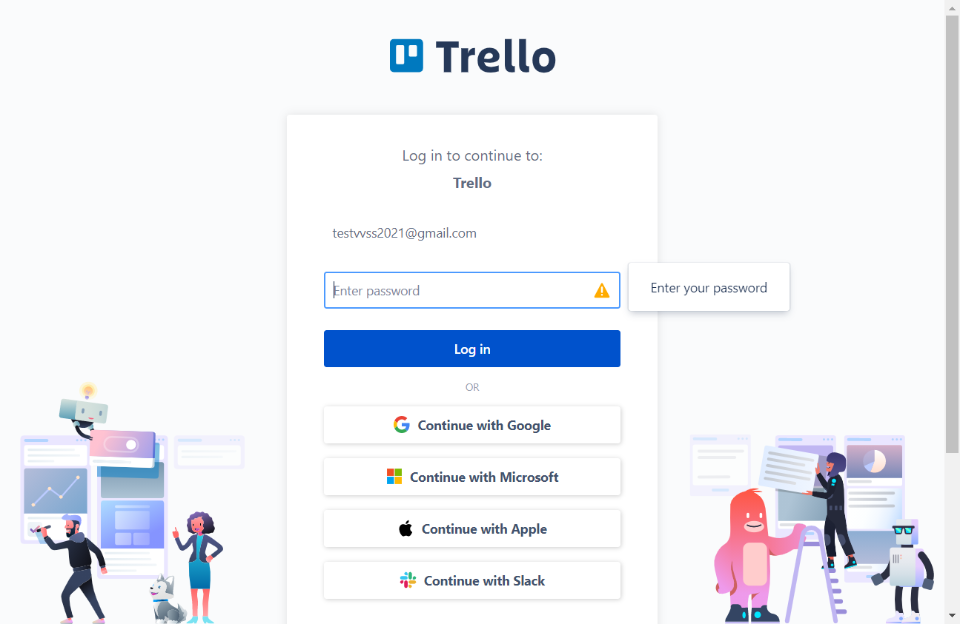 Trello
Log in to continue to:
Trello
testvvss2021@gmail.com
Enter password
Enter your password
Log in
OR
Continue with Google
Continue with Microsoft
Continue with Apple
Continue with Slack